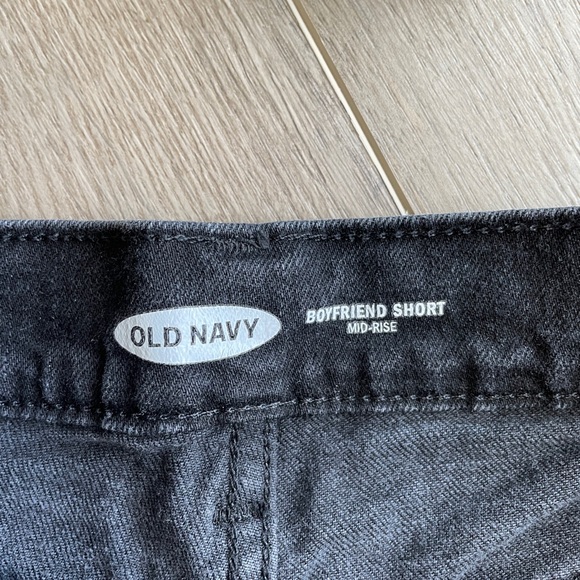 OLD NAVY
BOYFRIEND SHORT
MID-RISE